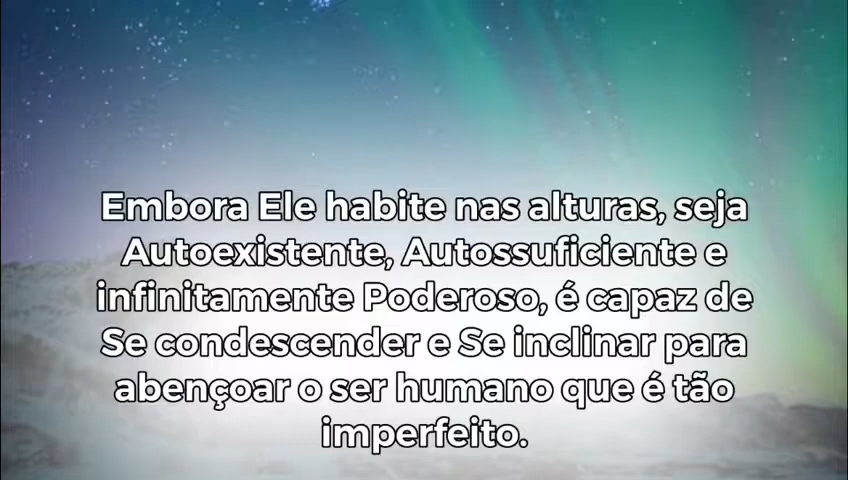 Embora Ele habite nas alturas, seja
Autoexistente, Autossuficiente e
infinitamente Poderoso, é capaz de
Se condescender e Se inclinar para
abençoar o ser humano que é tão
imperfeito.